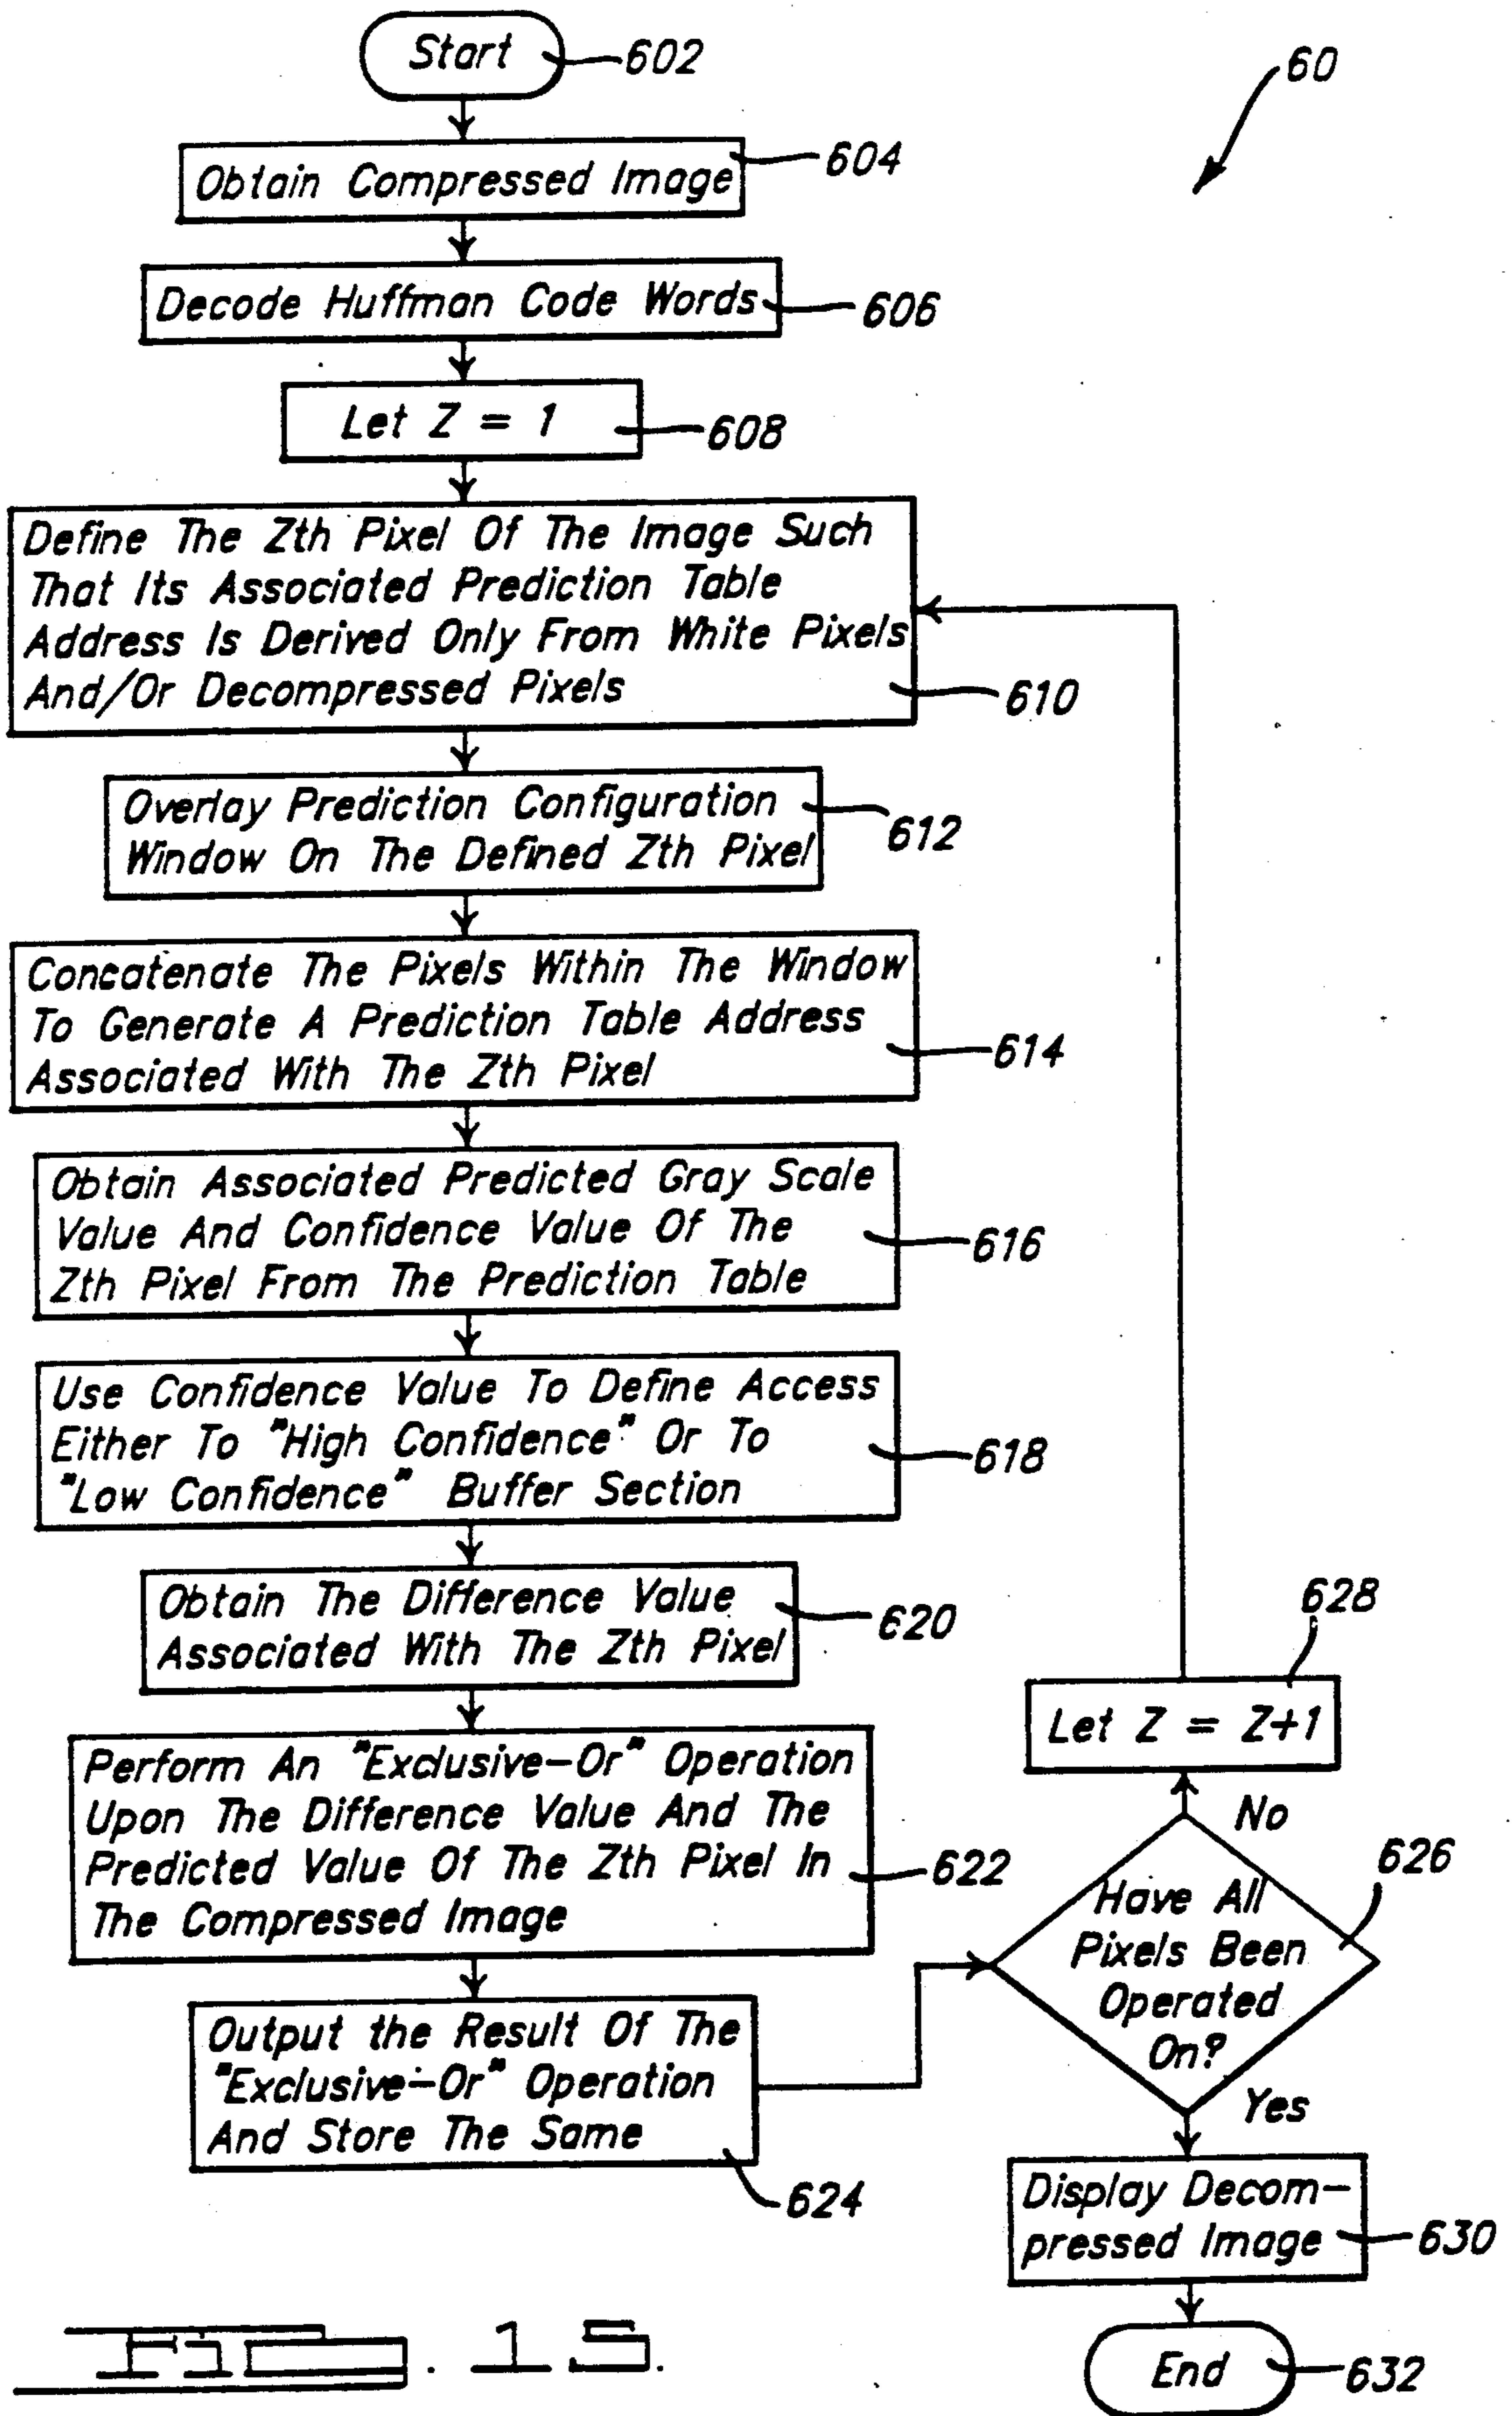 Start
602
60
Obtain Compressed Image
604
Decode Huffman Code Words
606
Let Z = 1
608
Define The Zth Pixel Of The Image Such
That Its Associated Prediction Table
Address Is Derived Only From White Pixels
And/Or Decompressed Pixels
610
Overlay Prediction Configuration
Window On The Defined Zth Pixel
612
Concatenate The Pixels Within The Window
To Generate A Prediction Table Address
Associated With The Zth Pixel
614
Obtain Associated Predicted Gray Scale
Value And Confidence Value Of The
Zth Pixel From The Prediction Table
616
Use Confidence Value To Define Access
Either To "High Confidence" Or To
"Low Confidence" Buffer Section
618
Obtain The Difference Value
Associated With The Zth Pixel
620
Perform An "Exclusive-Or" Operation
Upon The Difference Value And The
Predicted Value Of The Zth Pixel In
The Compressed Image
622
Output the Result Of The
"Exclusive-Or" Operation
And Store The Same
624
628
Let Z = Z+1
No
626
Have All
Pixels Been
Operated
On?
Yes
Display Decom-
pressed Image
630
End
632
FIG. 15.